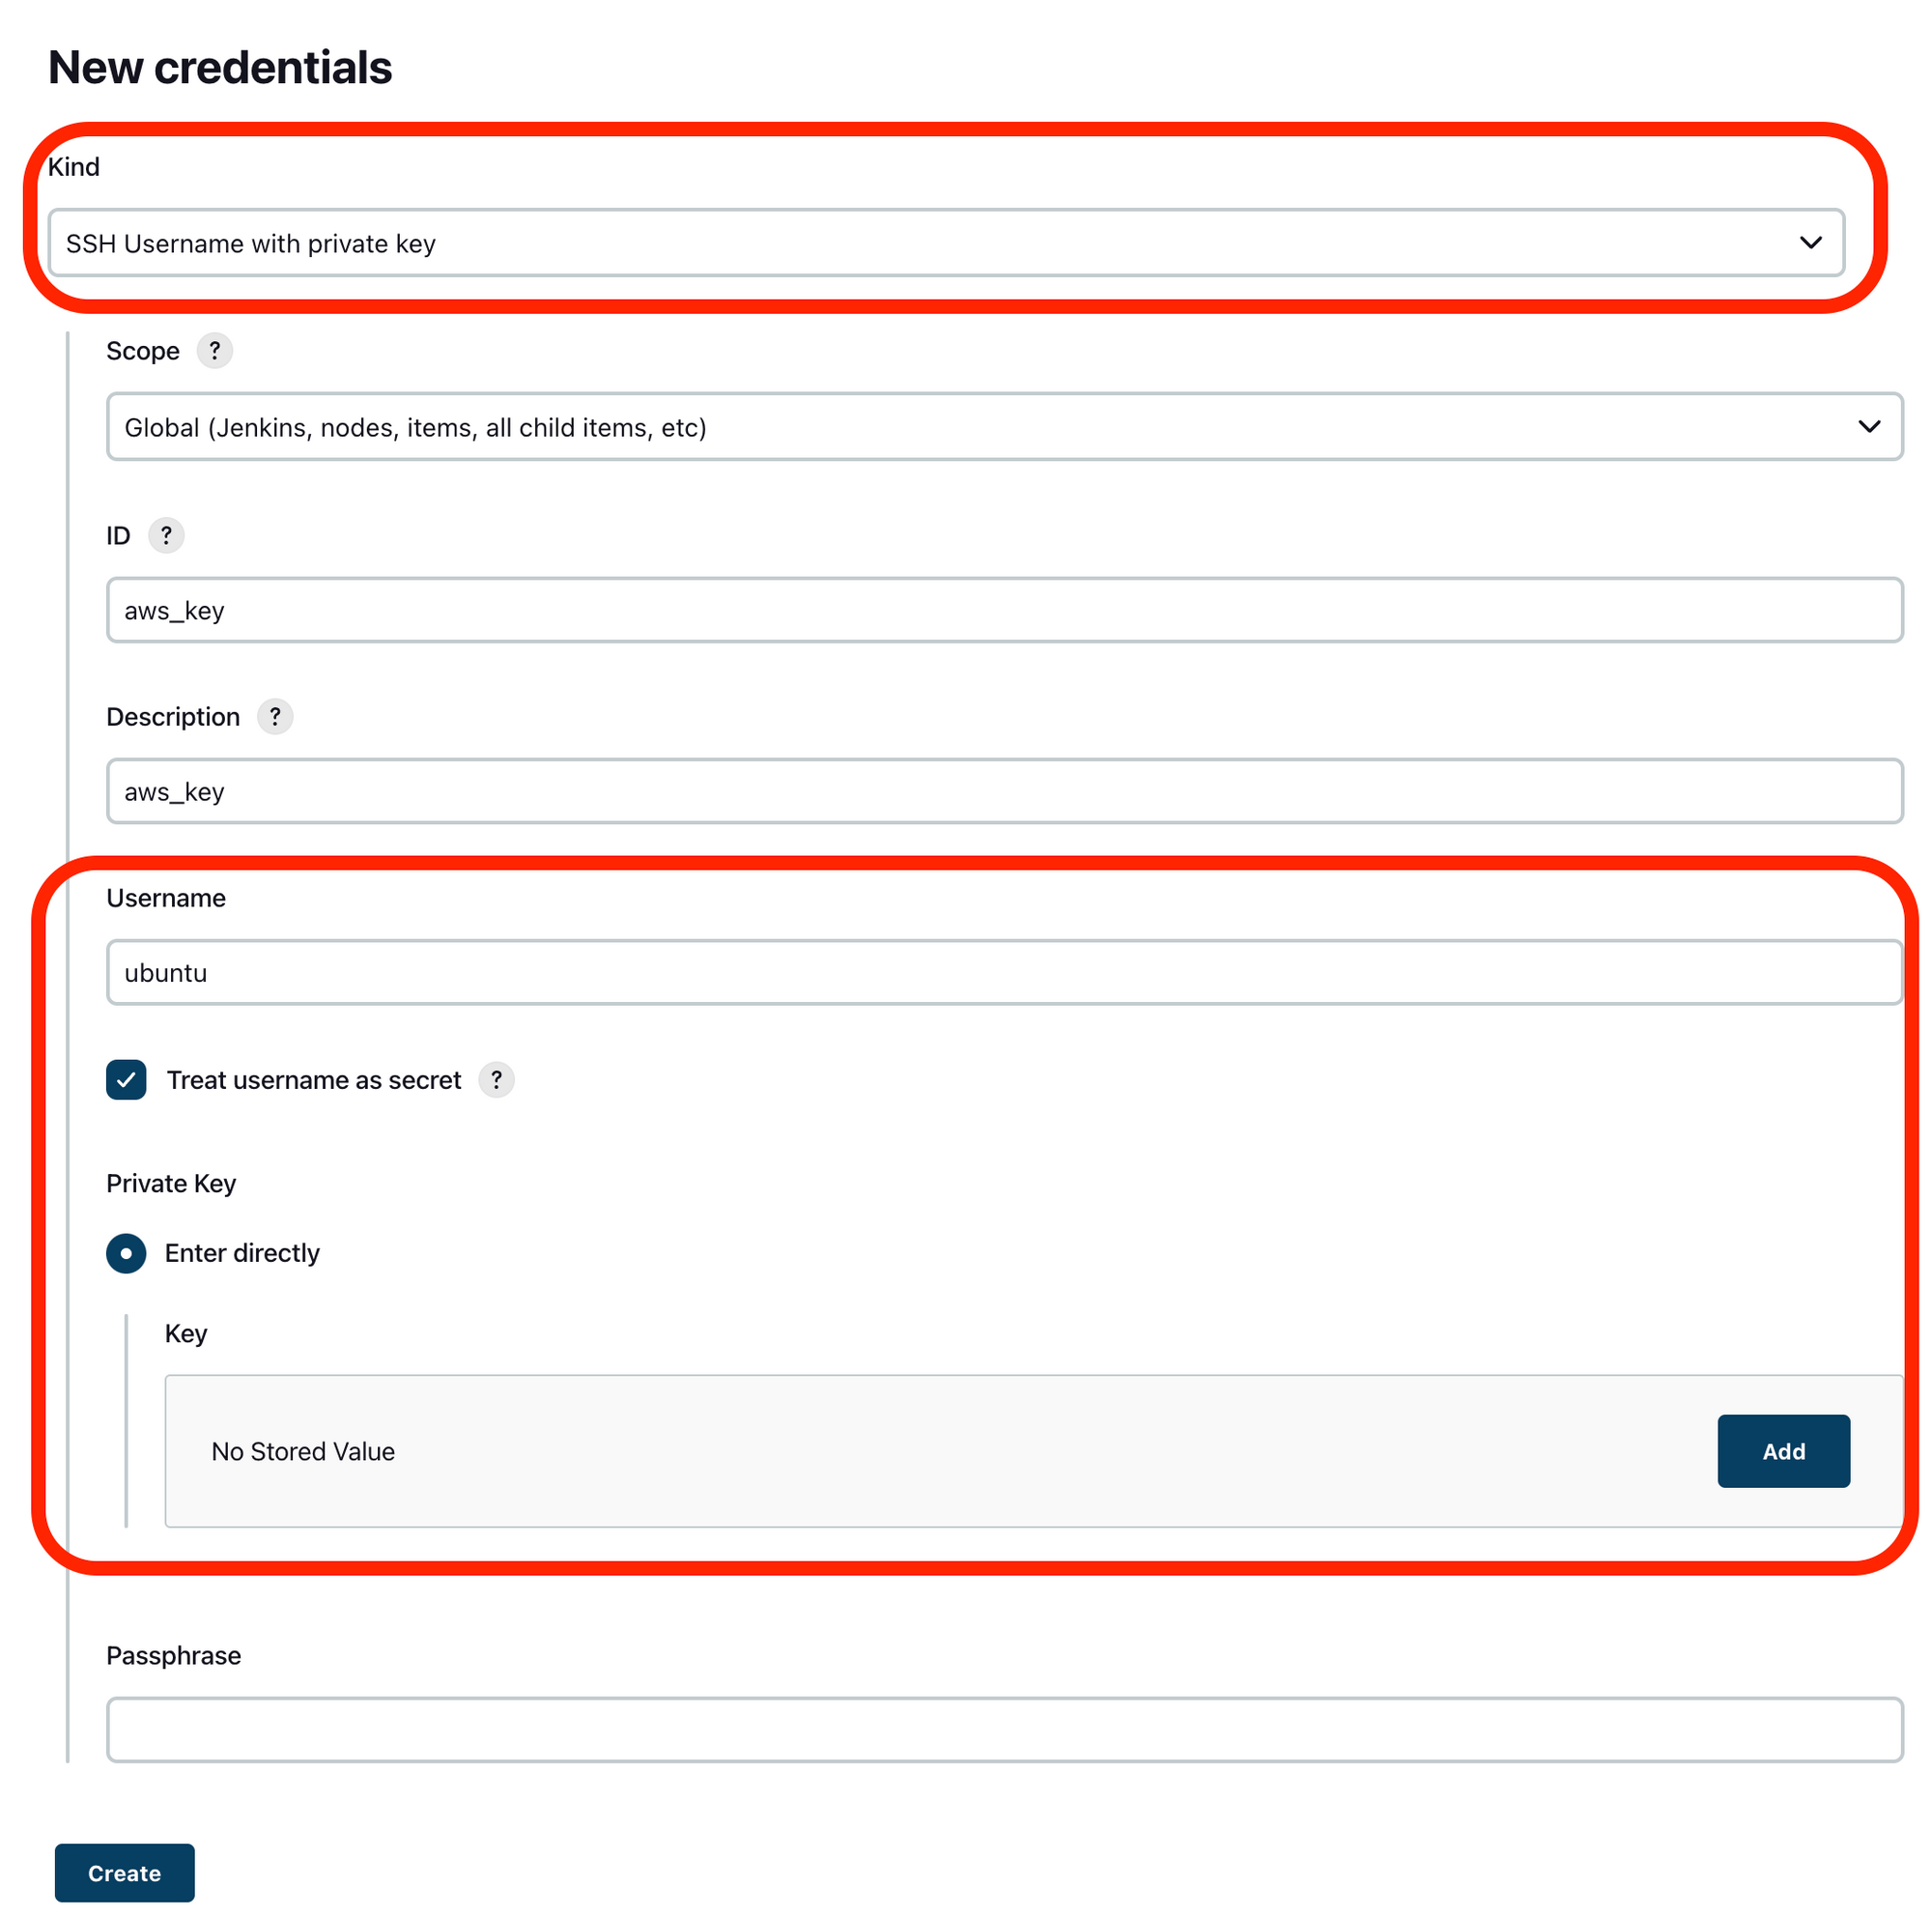 New credentials
Kind
SSH Username with private key
Scope ?
Global (Jenkins, nodes, items, all child items, etc)
ID ?
aws_key
Description ?
aws_key
Username
ubuntu
Treat username as secret ?
Private Key
Enter directly
Key
No Stored Value Add
Passphrase
Create